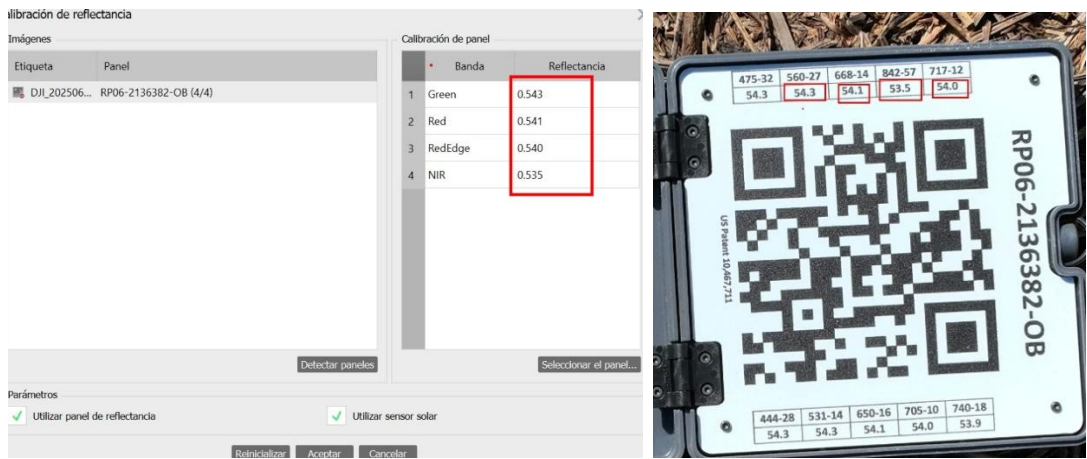 alibración de reflectancia
Imágenes
Etiqueta Panel
DJI_202506... RP06-2136382-OB (4/4)
Detectar paneles
Calibración de panel
Banda Reflectancia
1 Green 0.543
2 Red 0.541
3 RedEdge 0.540
4 NIR 0.535
Seleccionar el panel...
Parámetros
Utilizar panel de reflectancia
Utilizar sensor solar
Reinicializar Aceptar Cancelar
475-32 560-27 668-14 842-57 717-12
54.3 54.3 54.1 53.5 54.0
RP06-2136382-OB
US Patent 10,467,711
444-28 531-14 650-16 705-10 740-18
54.3 54.3 54.1 54.0 53.9